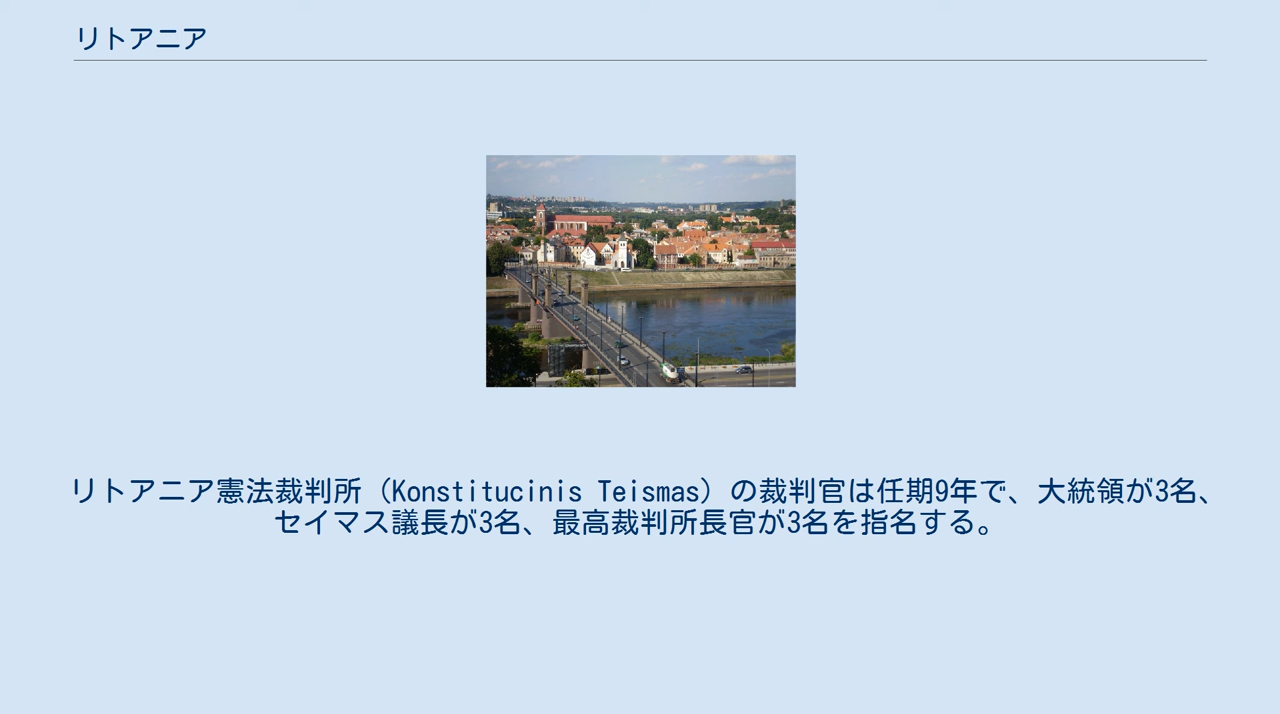 リトアニア
リトアニア憲法裁判所（Konstitucinis Teismas）の裁判官は任期9年で、大統領が3名、
セイマス議長が3名、最高裁判所長官が3名を指名する。